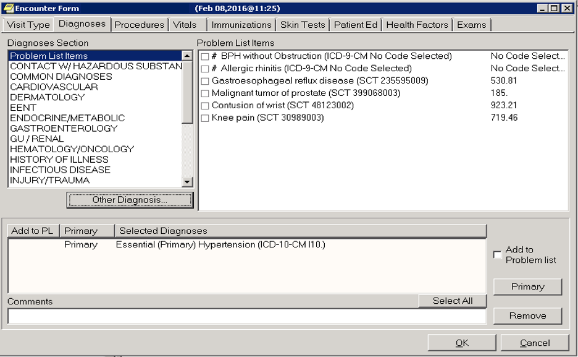 Encounter Form (Feb 08,2016@11:25)
Visit Type Diagnoses Procedures Vitals Immunizations Skin Tests Patient Ed Health Factors Exams
Diagnoses Section
Problem List Items
CONTACT W/ HAZARDOUS SUBSTAN
COMMON DIAGNOSES
CARDIOVASCULAR
DERMATOLOGY
EENT
ENDOCRINE/METABOLIC
GASTROENTEROLOGY
GU / RENAL
HEMATOLOGY/ONCOLOGY
HISTORY OF ILLNESS
INFECTIOUS DISEASE
INJURY/TRAUMA
Other Diagnosis...
Problem List Items
# BPH without Obstruction (ICD-9-CM No Code Selected) No Code Select...
# Allergic rhinitis (ICD-9-CM No Code Selected) No Code Select...
Gastroesophageal reflux disease (SCT 235595009) 530.81
Malignant tumor of prostate (SCT 399068003) 185.
Contusion of wrist (SCT 48123002) 923.21
Knee pain (SCT 30989003) 719.46
Add to PL Primary Selected Diagnoses
Primary Essential (Primary) Hypertension (ICD-10-CM I10.)
Add to
Problem list
Primary
Comments
Select All
Remove
OK Cancel